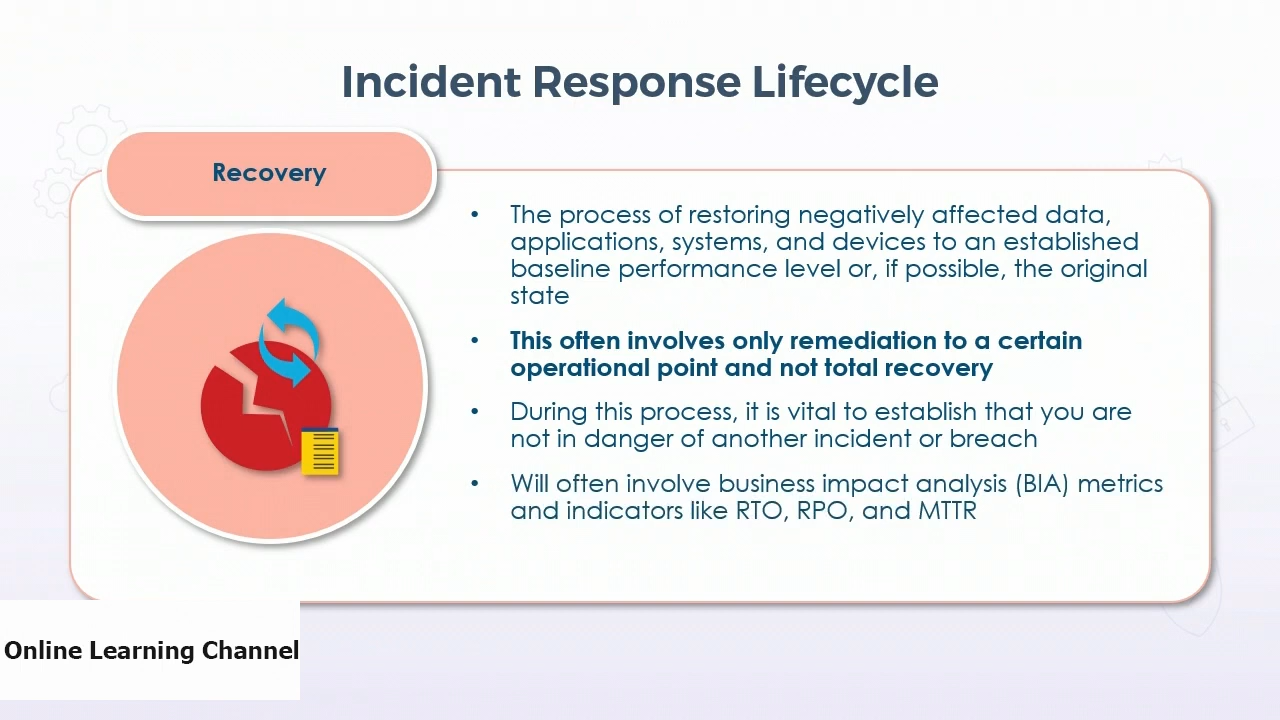 Incident Response Lifecycle
Recovery
• The process of restoring negatively affected data,
applications, systems, and devices to an established
baseline performance level or, if possible, the original
state
• This often involves only remediation to a certain
operational point and not total recovery
• During this process, it is vital to establish that you are
not in danger of another incident or breach
• Will often involve business impact analysis (BIA) metrics
and indicators like RTO, RPO, and MTTR
Online Learning Channel